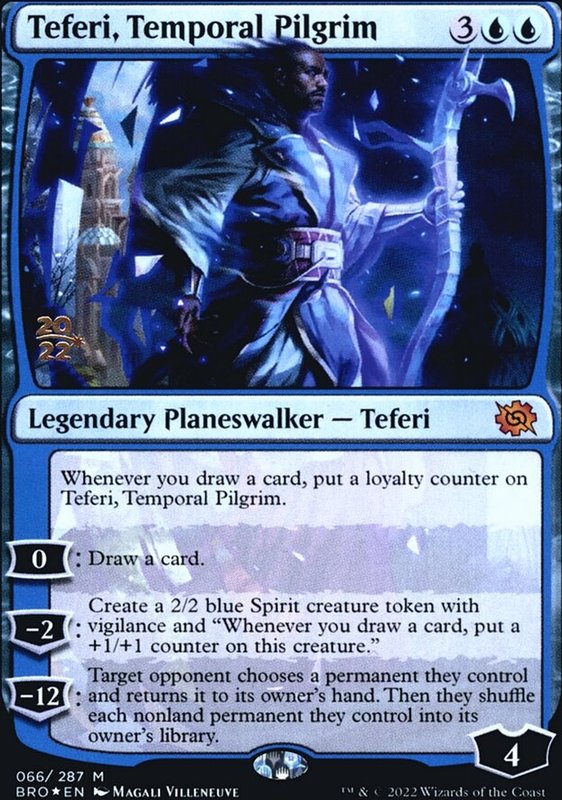 Teferi, Temporal Pilgrim 3
20
22
Legendary Planeswalker — Teferi
Whenever you draw a card, put a loyalty counter on
Teferi, Temporal Pilgrim.
0 : Draw a card.
Create a 2/2 blue Spirit creature token with
−2 : vigilance and “Whenever you draw a card, put a
+1/+1 counter on this creature.”
Target opponent chooses a permanent they control
−12 : and returns it to its owner’s hand. Then they shuffle
each nonland permanent they control into its
owner’s library.
4
066/ 287 M
BRO★EN Magali Villeneuve
™ & © 2022 Wizards of the Coast